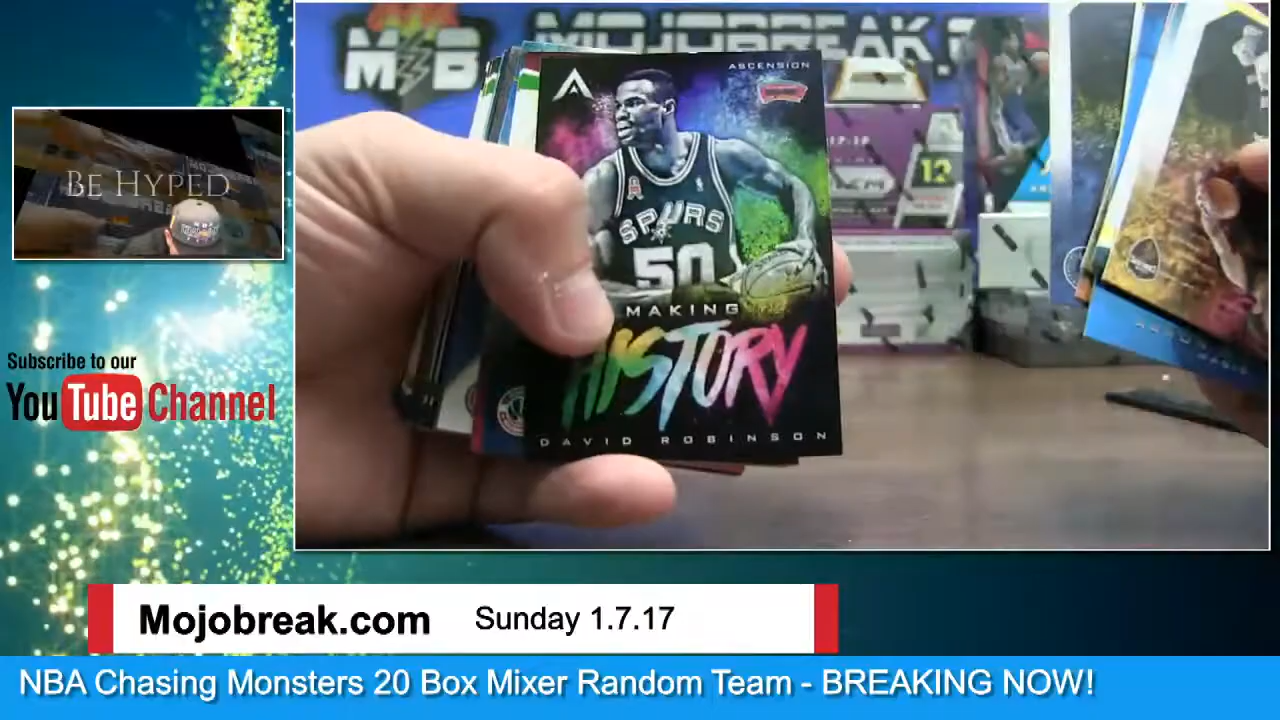 MB
MOJOBREAK.
ASCENSION
BE HYPED
SPURS
50
12
MAKING
HISTORY
DAVID ROBINSON
Subscribe to our
YouTube Channel
Mojobreak.com Sunday 1.7.17
NBA Chasing Monsters 20 Box Mixer Random Team - BREAKING NOW!